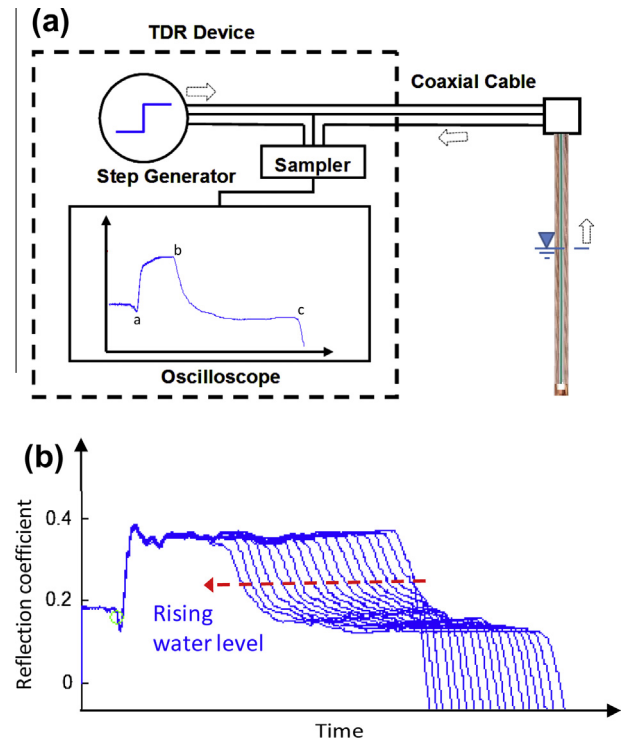 (a)
TDR Device
Coaxial Cable
Step Generator
Sampler
a
b
c
Oscilloscope
(b)
Reflection coefficient
0.4
0.2
0
Rising
water level
Time